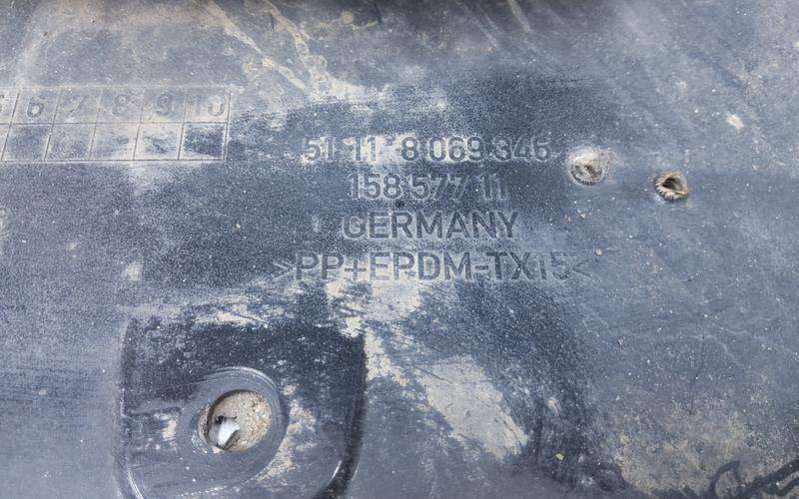 6 7 8 9 10
51 11 8 069 346
158 577 11
GERMANY
>PP+EPDM-TX15<